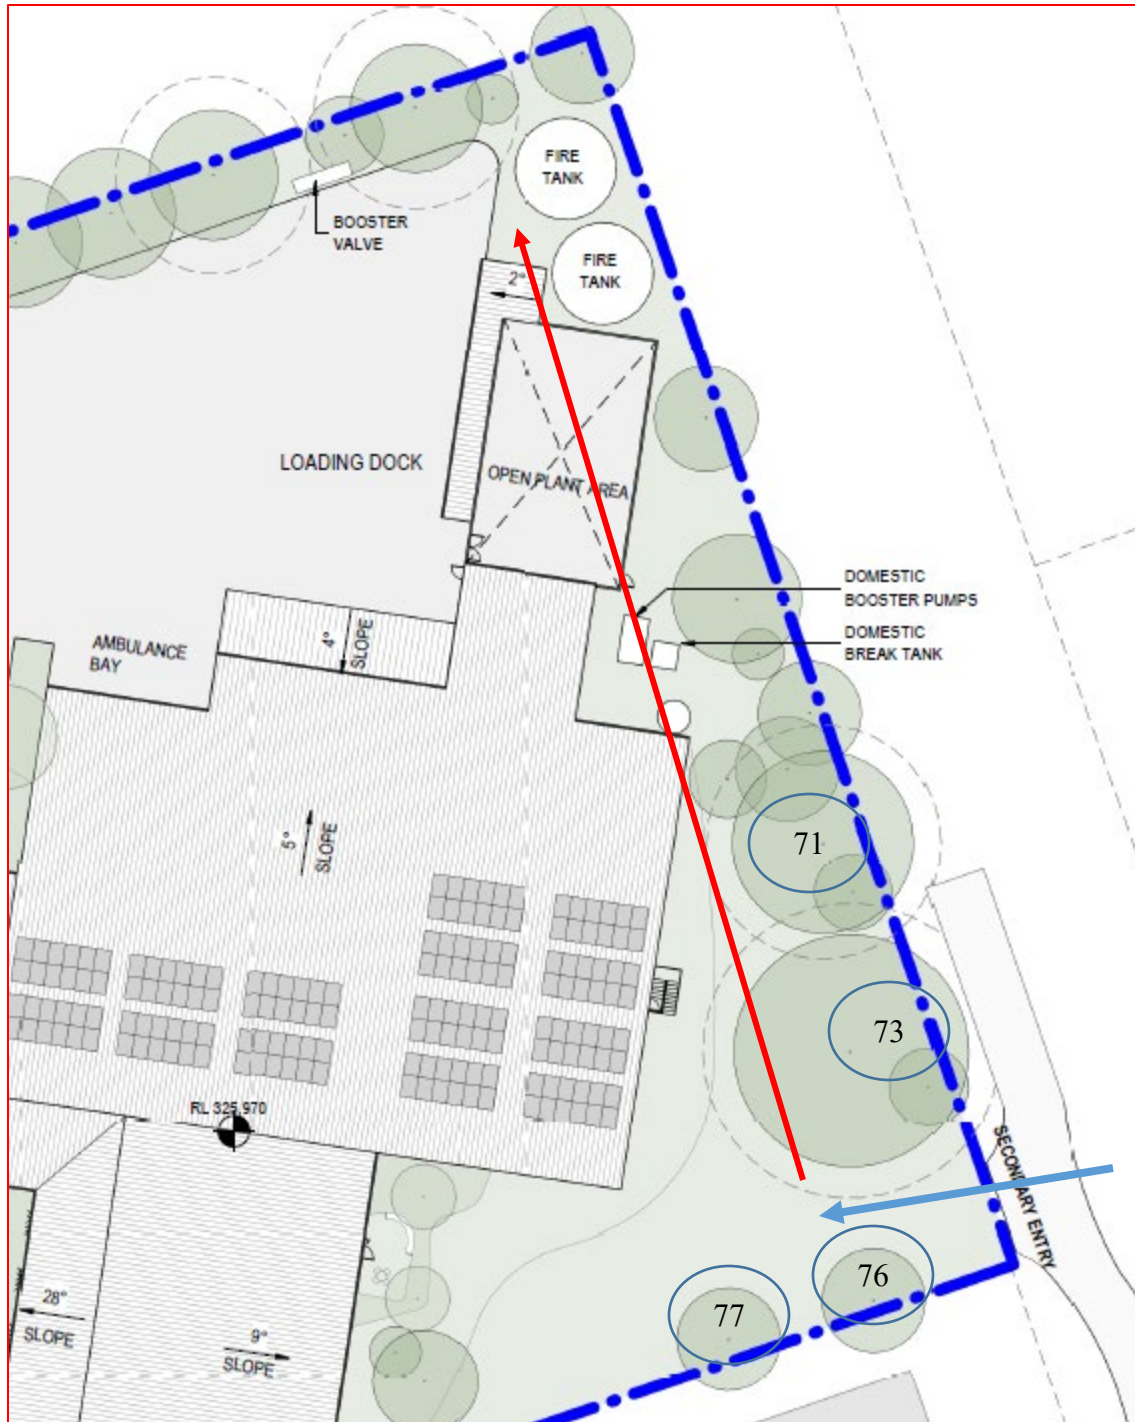 FIRE
TANK
BOOSTER
VALVE
FIRE
TANK
2°
LOADING DOCK
OPEN PLANT AREA
DOMESTIC
BOOSTER PUMPS
DOMESTIC
BREAK TANK
AMBULANCE
BAY
4°
SLOPE
5°
SLOPE
71
73
RL 325,970
SECONDARY ENTRY
76
77
28°
SLOPE
9°
SLOPE